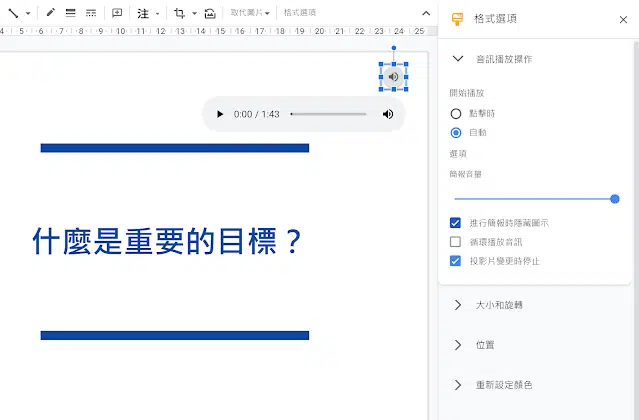 注
取代圖片
格式選項
4 5 6 7 8 9 10 11 12 13 14 15 16 17 18 19 20 21 22 23 24 25
0:00 / 1:43
什麼是重要的目標？
格式選項
音訊播放操作
開始播放
點擊時
自動
選項
簡報音量
進行簡報時隱藏圖示
循環播放音訊
投影片變更時停止
大小和旋轉
位置
重新設定顏色